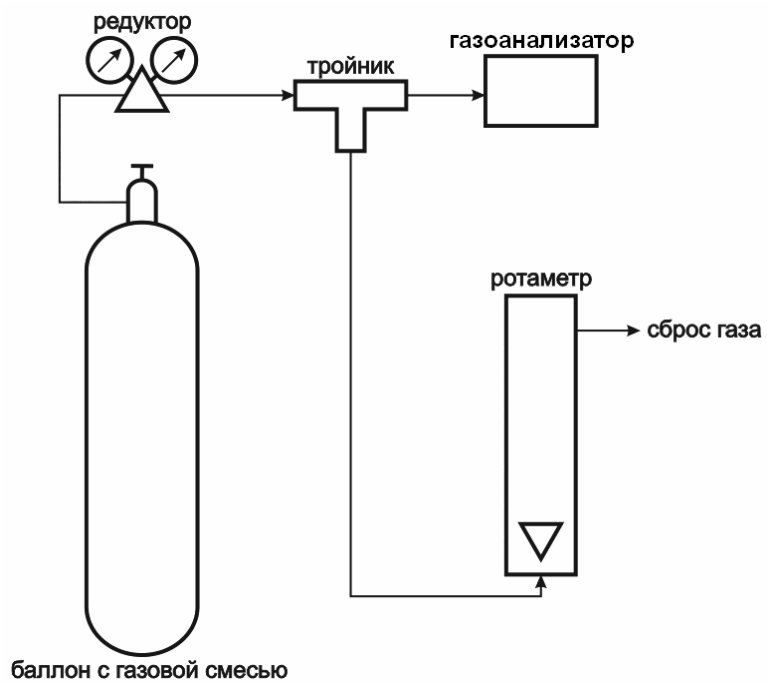 редуктор
газоанализатор
тройник
ротаметр
сброс газа
баллон с газовой смесью